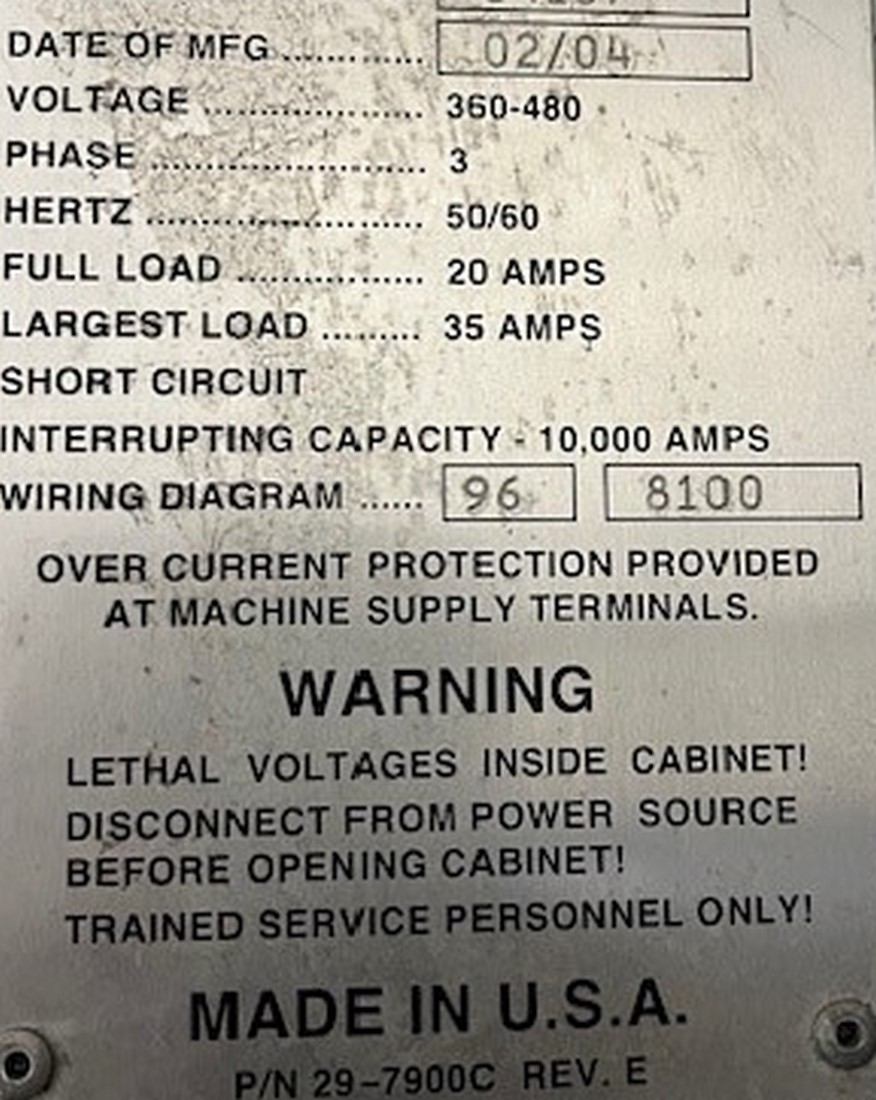 DATE OF MFG .............. 02/04
VOLTAGE ...................... 360-480
PHASE ........................... 3
HERTZ ........................... 50/60
FULL LOAD .................. 20 AMPS
LARGEST LOAD ......... 35 AMPS
SHORT CIRCUIT
INTERRUPTING CAPACITY - 10,000 AMPS
WIRING DIAGRAM ...... 96 8100
OVER CURRENT PROTECTION PROVIDED
AT MACHINE SUPPLY TERMINALS.
WARNING
LETHAL VOLTAGES INSIDE CABINET!
DISCONNECT FROM POWER SOURCE
BEFORE OPENING CABINET!
TRAINED SERVICE PERSONNEL ONLY!
MADE IN U.S.A.
P/N 29-7900C REV. E